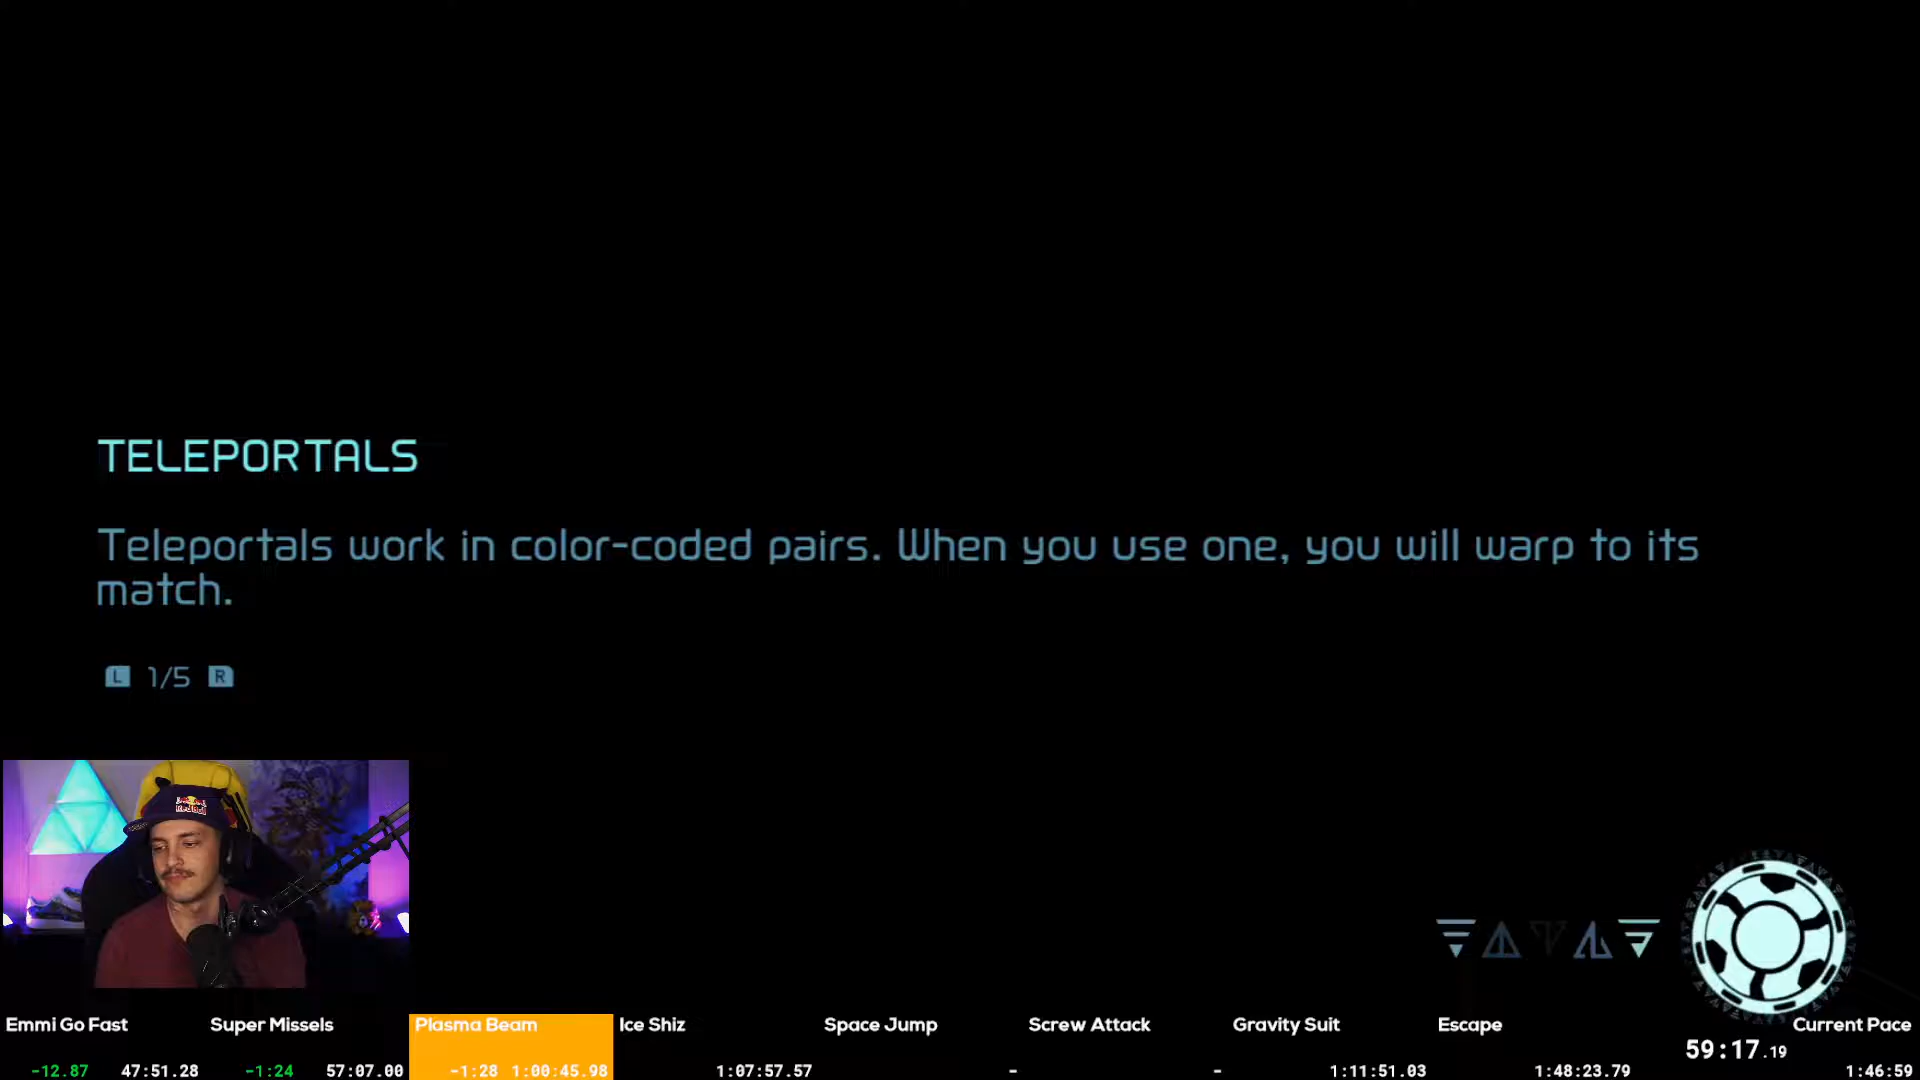 TELEPORTALS
Teleportals work in color-coded pairs. When you use one, you will warp to its
match.
L 1/5 R
Red Bull
Emmi Go Fast Super Missels Plasma Beam Ice Shiz Space Jump Screw Attack Gravity Suit Escape Current Pace
59:17.19
-12.87 47:51.28 -1:24 57:07.00 -1:28 1:00:45.98 1:07:57.57 - - 1:11:51.03 1:48:23.79 1:46:59